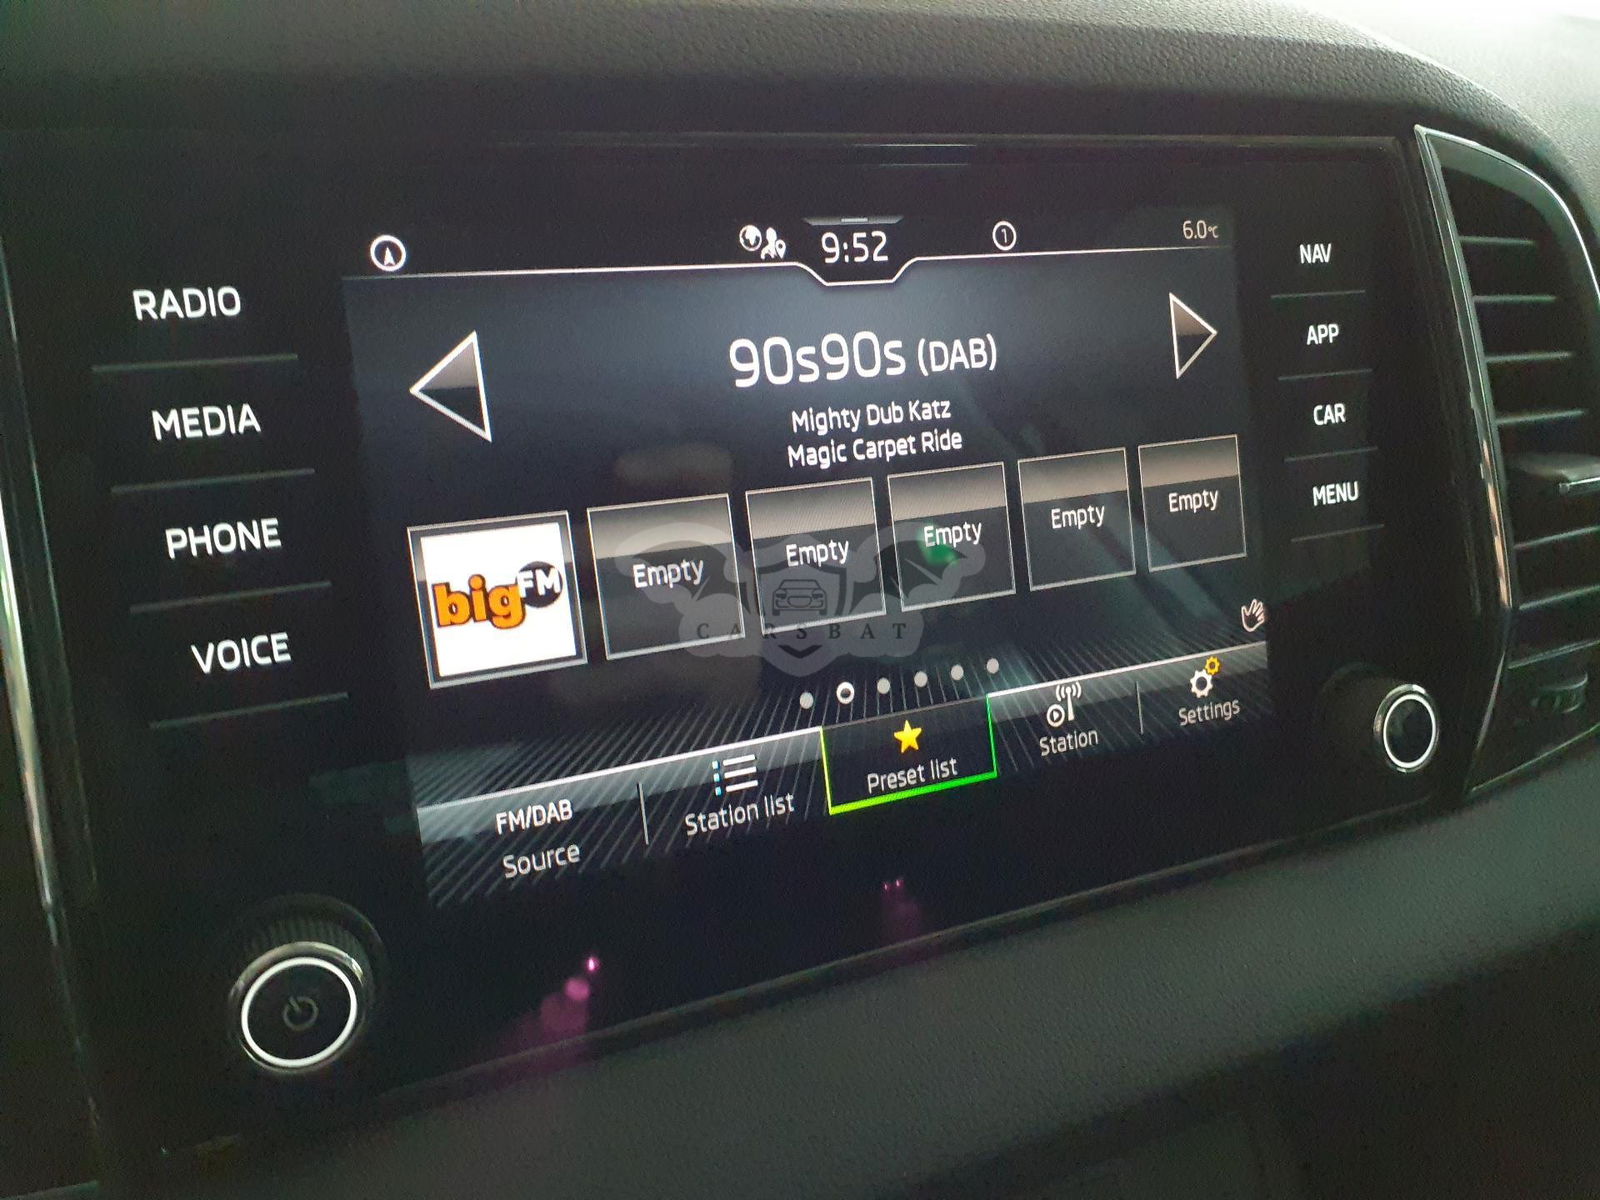 RADIO
MEDIA
PHONE
VOICE
9:52
1
6.0°C
90s90s (DAB)
Mighty Dub Katz
Magic Carpet Ride
bigFM
Empty
Empty
Empty
Empty
Empty
CARSBAT
FM/DAB
Source
Station list
Preset list
Station
Settings
NAV
APP
CAR
MENU